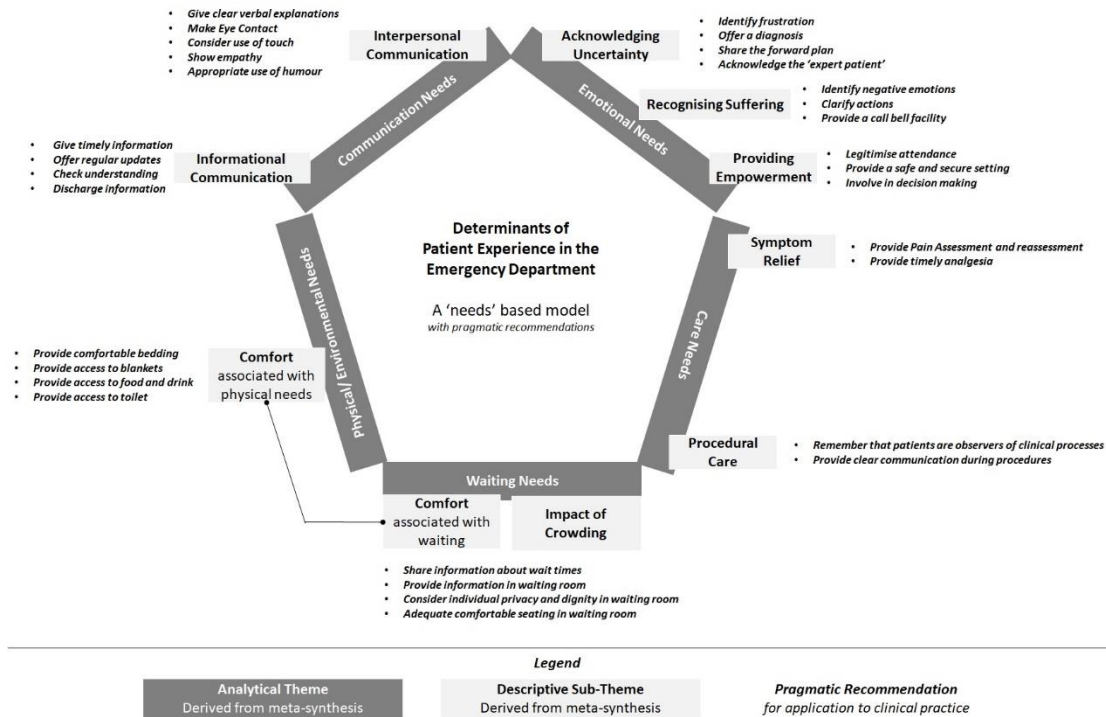 • Give clear verbal explanations
• Make Eye Contact
• Consider use of touch
• Show empathy
• Appropriate use of humour
Interpersonal
Communication
Acknowledging
Uncertainty
• Identify frustration
• Offer a diagnosis
• Share the forward plan
• Acknowledge the ‘expert patient’
Communication Needs
Emotional Needs
Recognising Suffering
• Identify negative emotions
• Clarify actions
• Provide a call bell facility
• Give timely information
• Offer regular updates
• Check understanding
• Discharge information
Informational
Communication
Providing
Empowerment
• Legitimise attendance
• Provide a safe and secure setting
• Involve in decision making
Determinants of
Patient Experience in the
Emergency Department
A ‘needs’ based model
with pragmatic recommendations
Symptom
Relief
• Provide Pain Assessment and reassessment
• Provide timely analgesia
Physical/ Environmental Needs
Care Needs
• Provide comfortable bedding
• Provide access to blankets
• Provide access to food and drink
• Provide access to toilet
Comfort
associated with
physical needs
Procedural
Care
• Remember that patients are observers of clinical processes
• Provide clear communication during procedures
Waiting Needs
Comfort
associated with
waiting
Impact of
Crowding
• Share information about wait times
• Provide information in waiting room
• Consider individual privacy and dignity in waiting room
• Adequate comfortable seating in waiting room
Legend
Analytical Theme
Derived from meta-synthesis
Descriptive Sub-Theme
Derived from meta-synthesis
Pragmatic Recommendation
for application to clinical practice